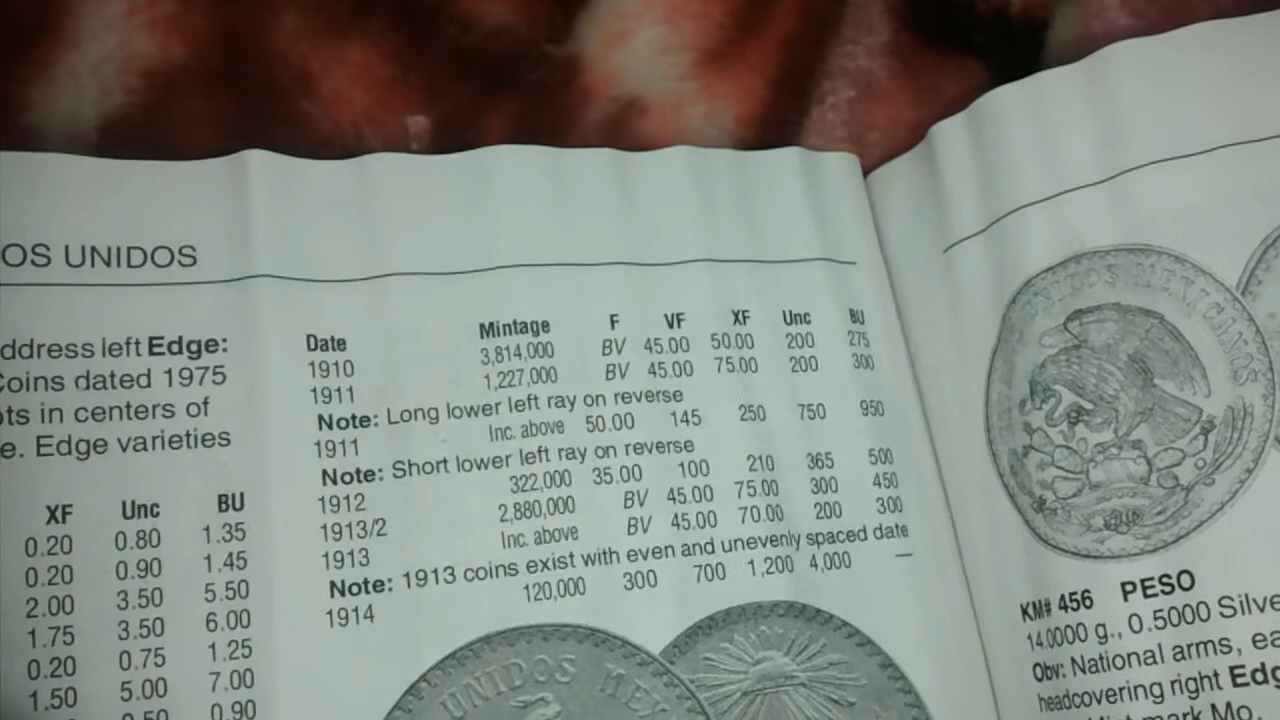 OS UNIDOS
ddress left Edge:
Coins dated 1975
ots in centers of
e. Edge varieties
XF Unc BU
0.20 0.80 1.35
0.20 0.90 1.45
2.00 3.50 5.50
1.75 3.50 6.00
0.20 0.75 1.25
1.50 5.00 7.00
0.50 0.90
Date Mintage F VF XF Unc BU
1910 3,814,000 BV 45.00 50.00 200 275
1911 1,227,000 BV 45.00 75.00 200 300
Note: Long lower left ray on reverse
1911 Inc. above 50.00 145 250 750 950
Note: Short lower left ray on reverse
1912 322,000 35.00 100 210 365 500
1913/2 2,880,000 BV 45.00 75.00 300 450
1913 Inc. above BV 45.00 70.00 200 300
Note: 1913 coins exist with even and unevenly spaced date
1914 120,000 300 700 1,200 4,000 —
UNIDOS MEX
UNIDOS MEXICANOS
KM# 456 PESO
14.0000 g., 0.5000 Silve
Obv: National arms, ea
headcovering right Edg
mark Mo.